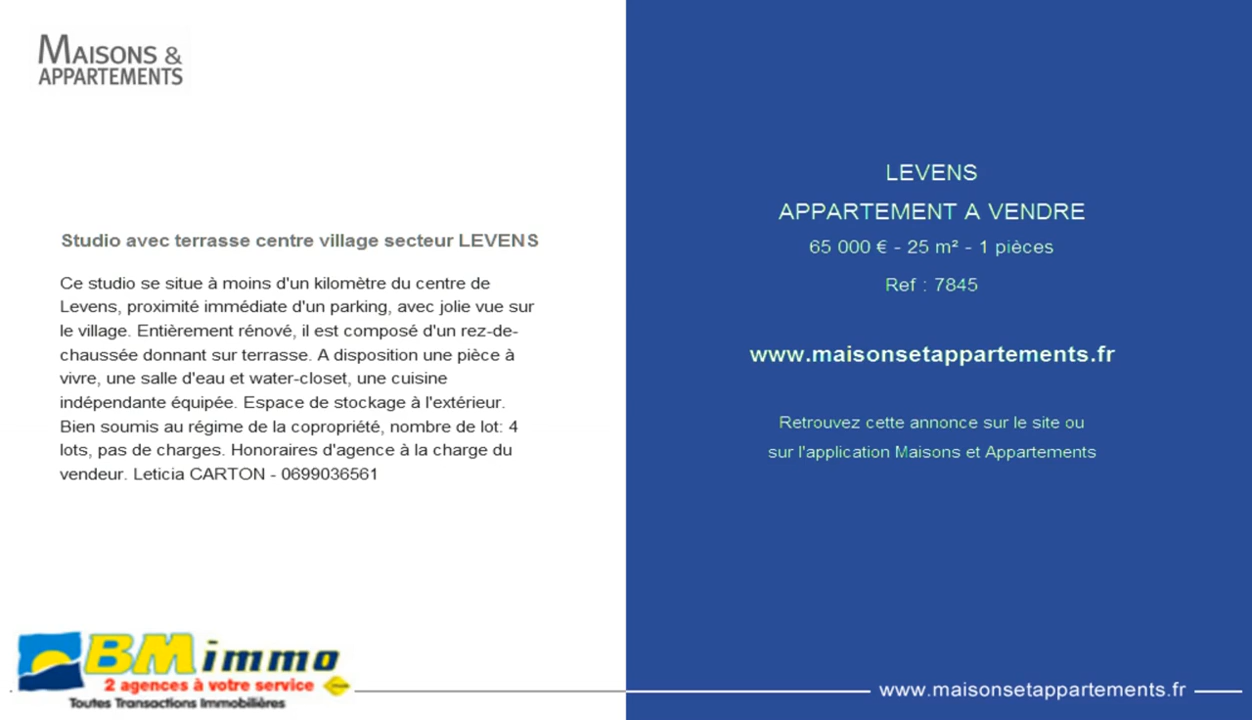 MAISONS &
APPARTEMENTS
Studio avec terrasse centre village secteur LEVENS
Ce studio se situe à moins d'un kilomètre du centre de
Levens, proximité immédiate d'un parking, avec jolie vue sur
le village. Entièrement rénové, il est composé d'un rez-de-
chaussée donnant sur terrasse. A disposition une pièce à
vivre, une salle d'eau et water-closet, une cuisine
indépendante équipée. Espace de stockage à l'extérieur.
Bien soumis au régime de la copropriété, nombre de lot: 4
lots, pas de charges. Honoraires d'agence à la charge du
vendeur. Leticia CARTON - 0699036561
LEVENS
APPARTEMENT A VENDRE
65 000 € - 25 m² - 1 pièces
Ref : 7845
www.maisonsetappartements.fr
Retrouvez cette annonce sur le site ou
sur l'application Maisons et Appartements
BM immo
2 agences à votre service
Toutes Transactions Immobilières
www.maisonsetappartements.fr